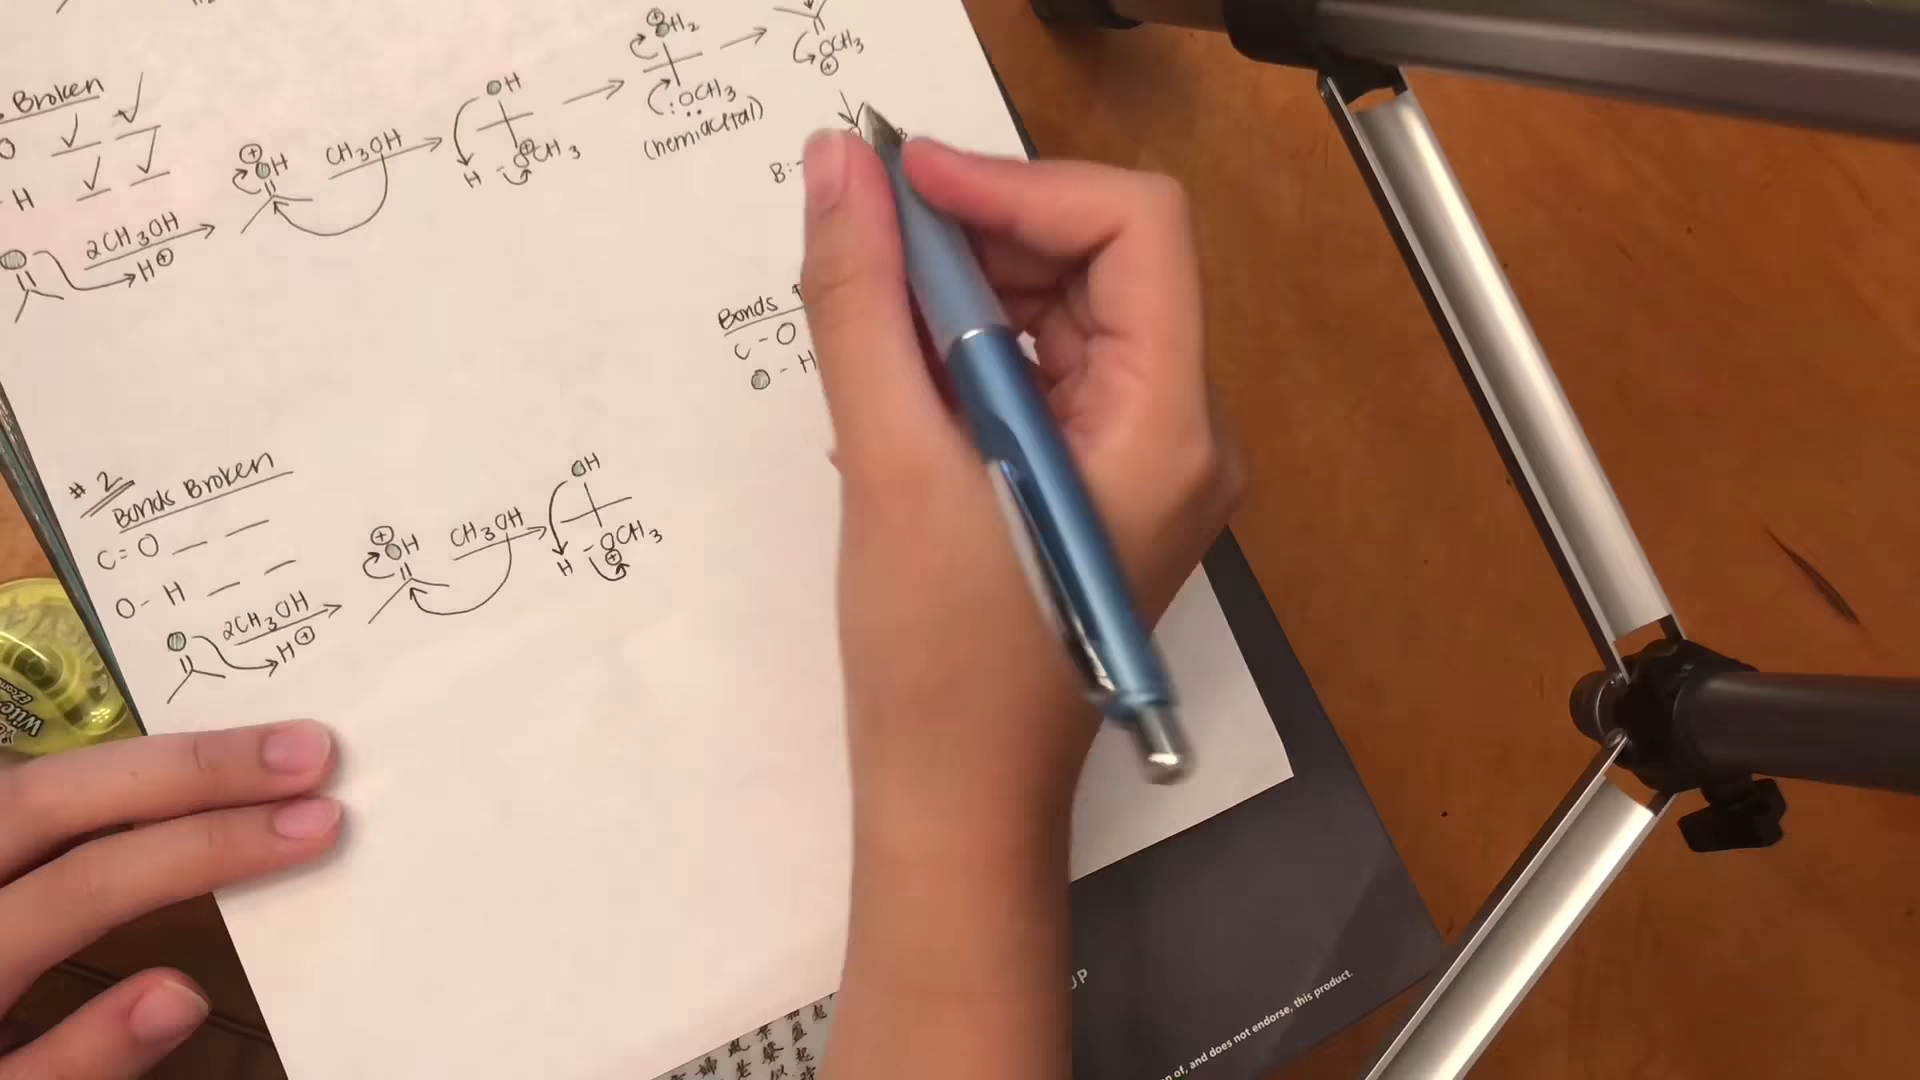 Broken
O ✓ ✓
H ✓ ✓
2CH3OH
H⊕
⊕
OH
CH3OH
OH
H - OCH3
⊕
⊕
OH2
:OCH3
(hemiacetal)
OCH3
⊕
B:
Bonds
C - O
O - H
#2
Bonds Broken
C=O _ _
O-H _ _
2CH3OH
H⊕
⊕
OH
CH3OH
OH
H - OCH3
⊕
UP
of, and does not endorse, this product.